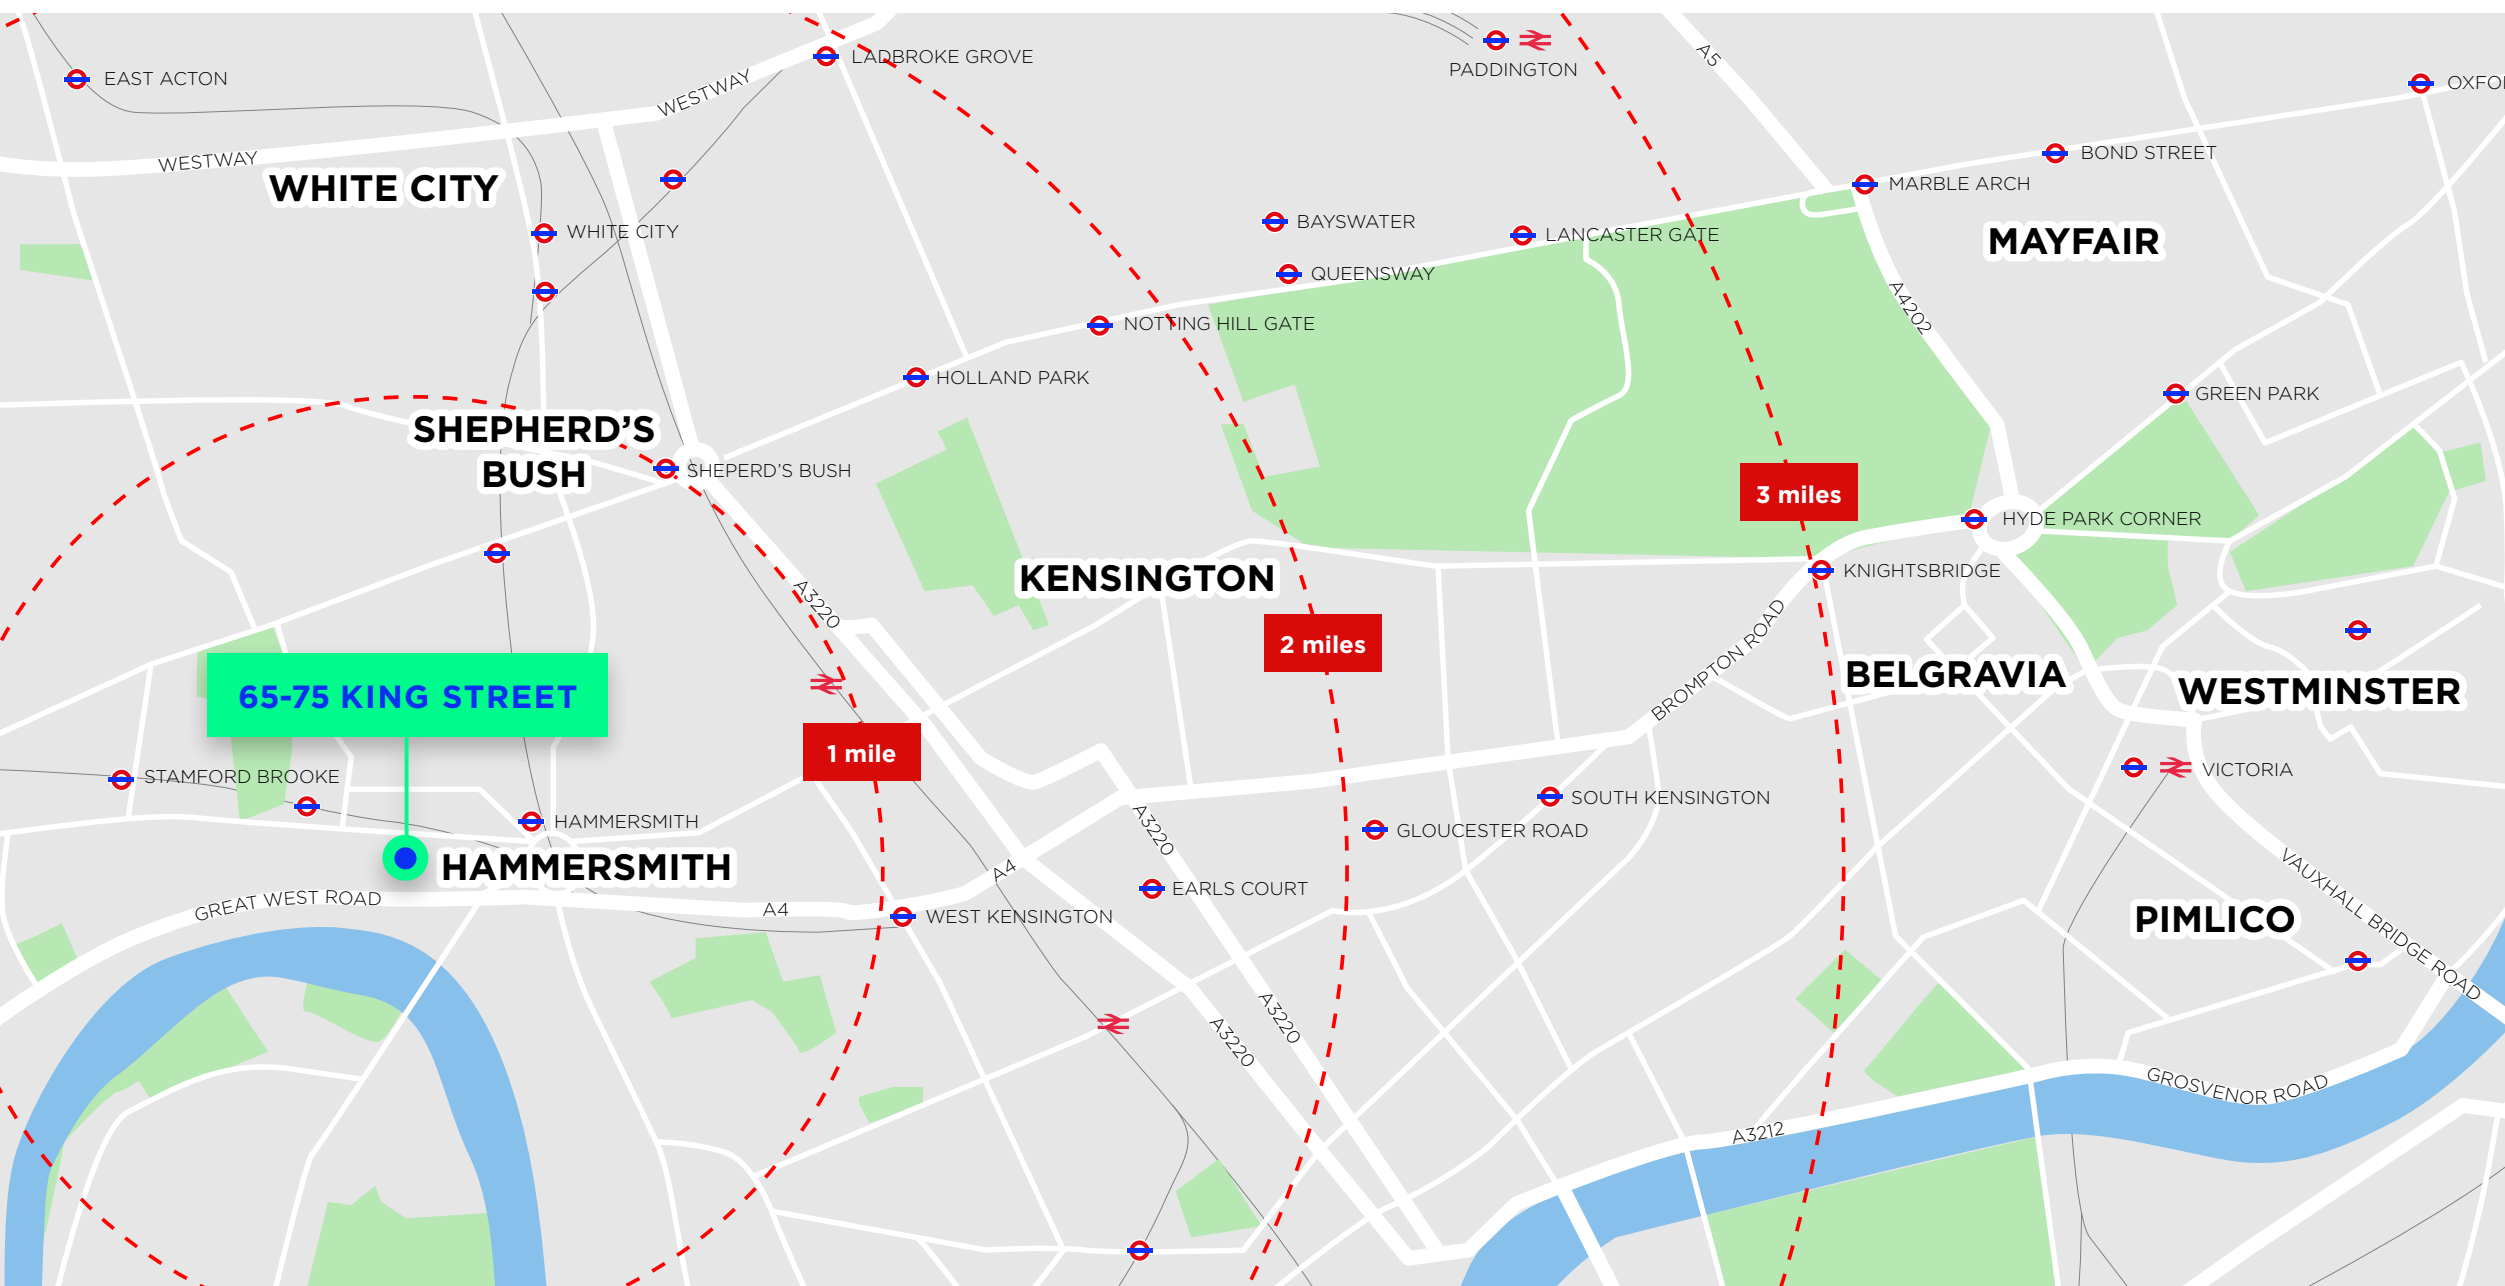 LADBROKE GROVE
PADDINGTON
A5
EAST ACTON
WESTWAY
OXFO
WESTWAY
BOND STREET
WHITE CITY
MARBLE ARCH
WHITE CITY
BAYSWATER
LANCASTER GATE
MAYFAIR
QUEENSWAY
A4202
NOTTING HILL GATE
HOLLAND PARK
GREEN PARK
SHEPHERD'S
BUSH
SHEPERD'S BUSH
3 miles
HYDE PARK CORNER
KENSINGTON
KNIGHTSBRIDGE
A3220
2 miles
BROMPTON ROAD
BELGRAVIA
WESTMINSTER
65-75 KING STREET
1 mile
VICTORIA
STAMFORD BROOKE
SOUTH KENSINGTON
HAMMERSMITH
A3220
GLOUCESTER ROAD
HAMMERSMITH
A4
EARLS COURT
VAUXHALL BRIDGE ROAD
GREAT WEST ROAD
A4
WEST KENSINGTON
PIMLICO
A3220
A3220
GROSVENOR ROAD
A3212